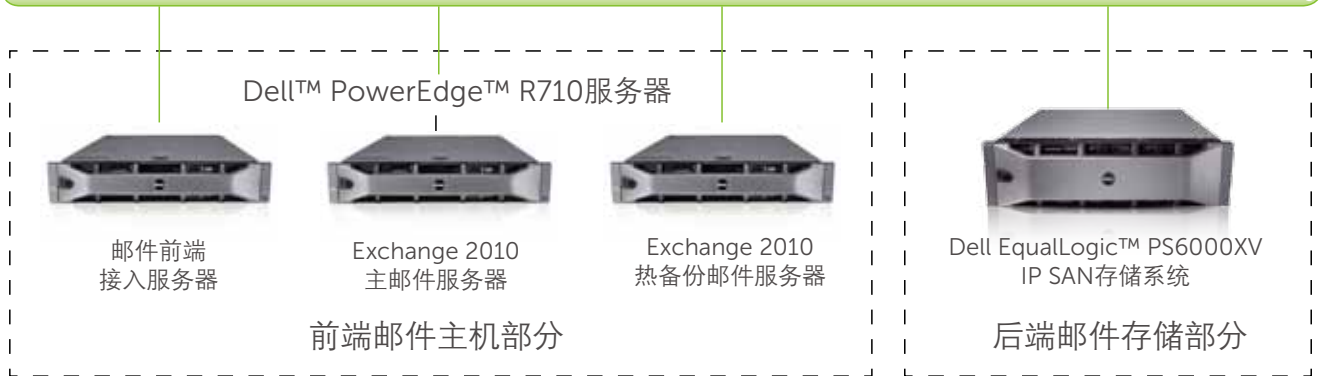 Dell™ PowerEdge™ R710服务器
邮件前端
接入服务器
Exchange 2010
主邮件服务器
Exchange 2010
热备份邮件服务器
前端邮件主机部分
Dell EqualLogic™ PS6000XV
IP SAN存储系统
后端邮件存储部分